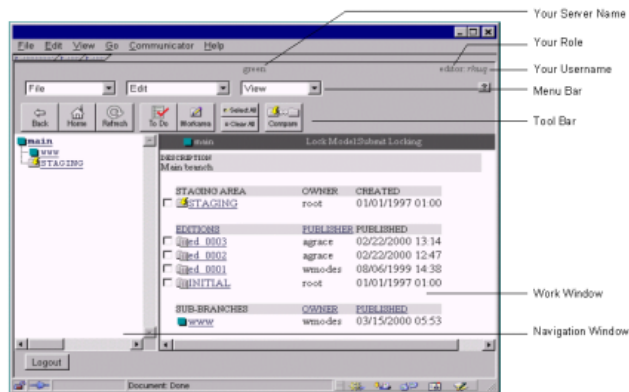 Your Server Name
File Edit View Go Communicator Help
Your Role
green
editor: rbug
Your Username
File Edit View
Menu Bar
Back Home Refresh To Do Workarea Select All Clear All Compare
Tool Bar
main
www
STAGING
main Lock Model:Submit Locking
DESCRIPTION
Main branch
STAGING AREA OWNER CREATED
STAGING root 01/01/1997 01:00
EDITIONS PUBLISHER PUBLISHED
ed_0003 agrace 02/22/2000 13:14
ed_0002 agrace 02/22/2000 12:47
ed_0001 wmodes 08/06/1999 14:38
INITIAL root 01/01/1997 01:00
Work Window
SUB-BRANCHES OWNER PUBLISHED
www wmodes 03/15/2000 05:53
Navigation Window
Logout
Document: Done